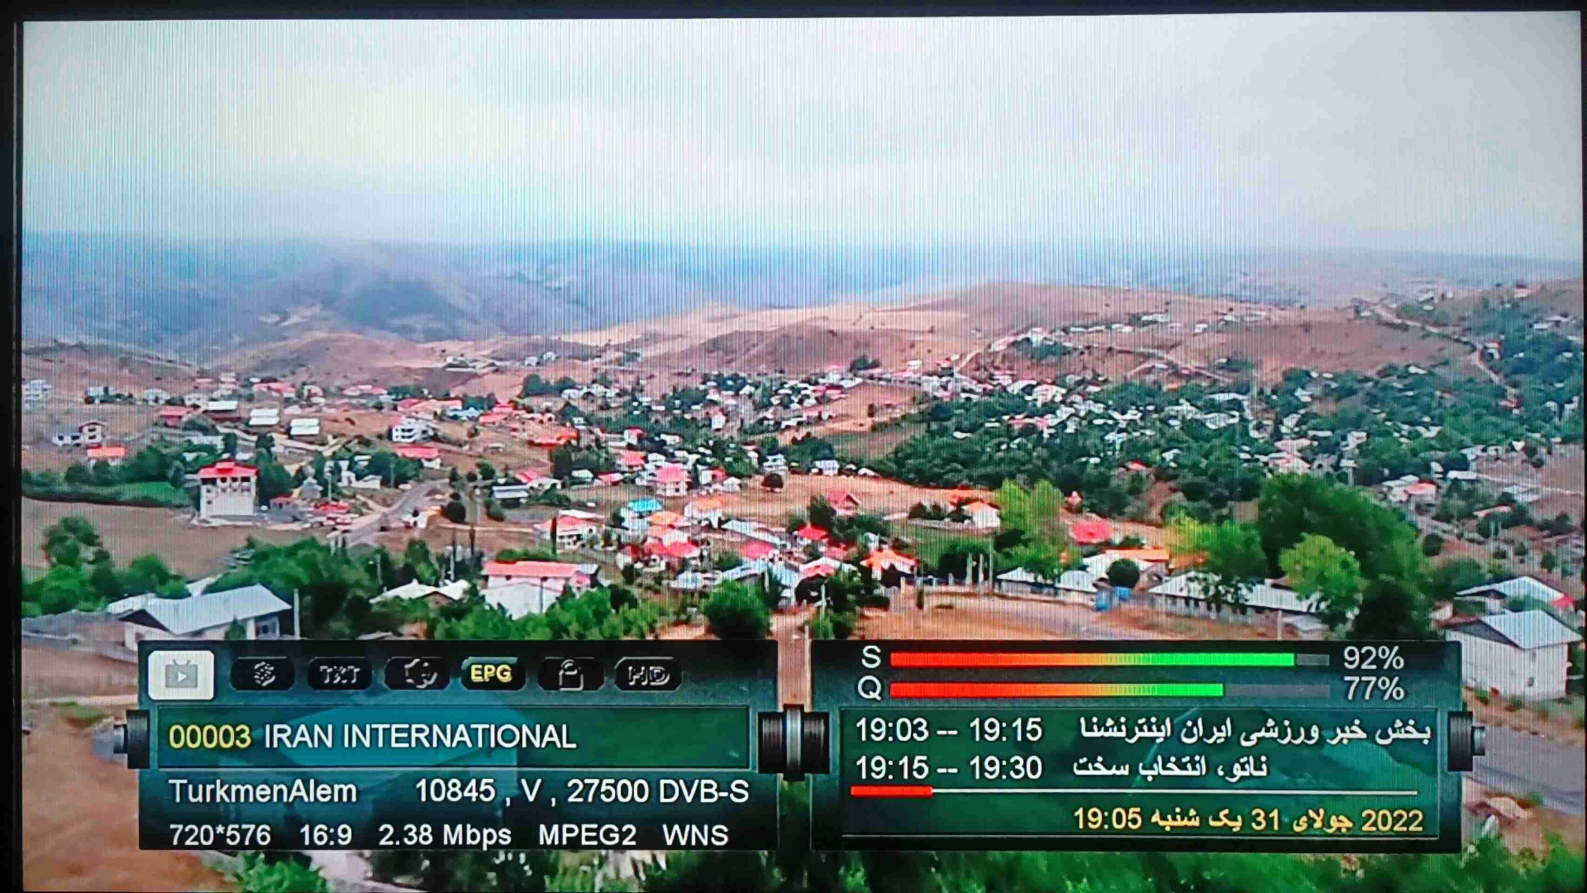 TXT EPG HD
00003 IRAN INTERNATIONAL
TurkmenAlem 10845 , V , 27500 DVB-S
720*576 16:9 2.38 Mbps MPEG2 WNS
S 92%
Q 77%
19:03 -- 19:15 بخش خبر ورزشی ایران اینترنشنا
19:15 -- 19:30 ناتو، انتخاب سخت
19:05 یک شنبه 31 جولای 2022